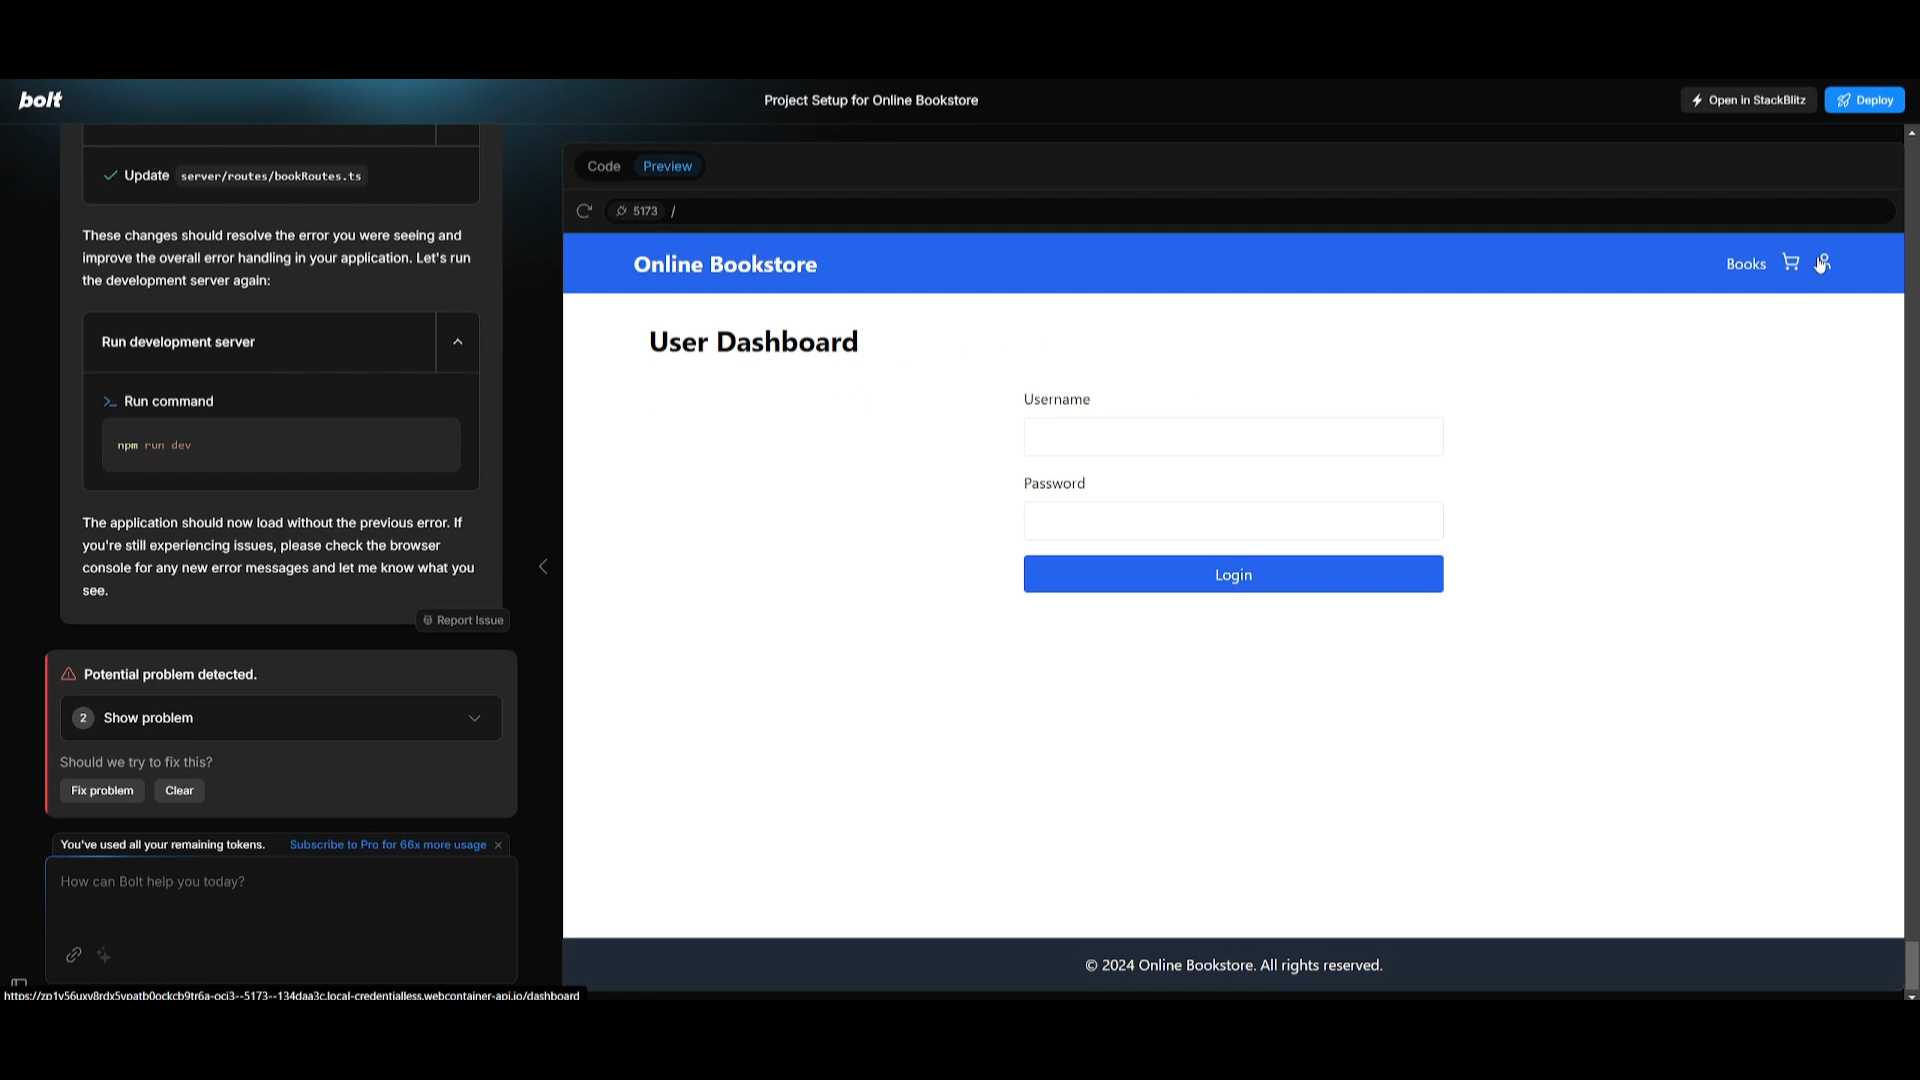 bolt
Project Setup for Online Bookstore
Open in StackBlitz
Deploy
Update server/routes/bookRoutes.ts
These changes should resolve the error you were seeing and
improve the overall error handling in your application. Let's run
the development server again:
Run development server
Run command
npm run dev
The application should now load without the previous error. If
you're still experiencing issues, please check the browser
console for any new error messages and let me know what you
see.
Report Issue
Potential problem detected.
2 Show problem
Should we try to fix this?
Fix problem Clear
You've used all your remaining tokens. Subscribe to Pro for 66x more usage
How can Bolt help you today?
Code Preview
5173 /
Online Bookstore
Books
User Dashboard
Username
Password
Login
© 2024 Online Bookstore. All rights reserved.